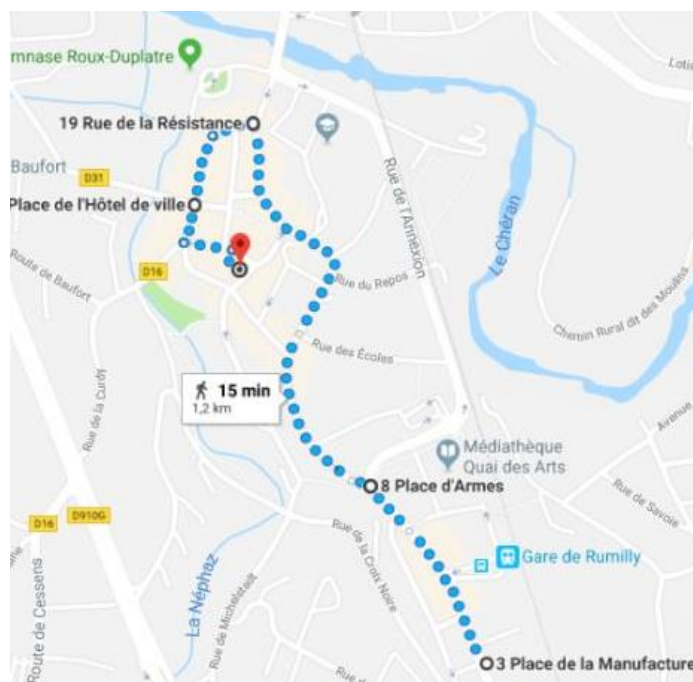 mnase Roux-Duplatre
Lotis
19 Rue de la Résistance
Baufort
D31
Rue de l'Annexion
Place de l'Hôtel de ville
Le Chéran
Route de Baufort
D16
Rue du Repos
Chemin Rural dit des Moulins
Rue des Écoles
15 min
1,2 km
Rue de la Curdy
Avenue
Médiathèque
Quai des Arts
8 Place d'Armes
D16
D910G
Rue de Savoie
Rue de la Croix Noire
Gare de Rumilly
La Néphaz
Rue de Michelstadt
Route de Cessens
3 Place de la Manufacture